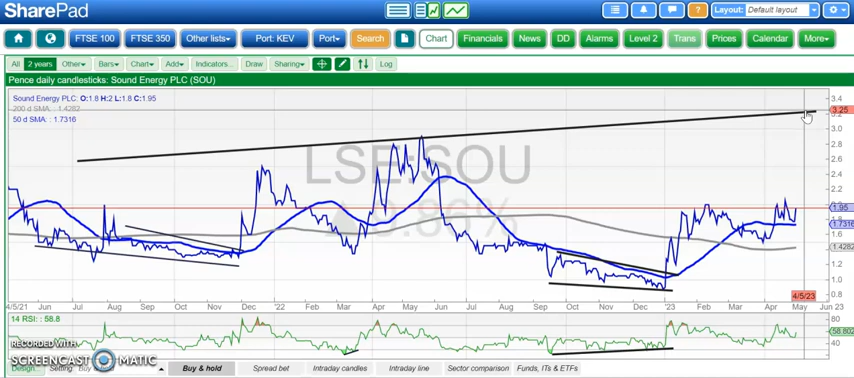 SharePad
Layout: Default layout
FTSE 100 FTSE 350 Other lists Port: KEV Port Search Chart Financials News DD Alarms Level 2 Trans Prices Calendar More
All 2 years Other Bars Chart Add Indicators... Draw Sharing Log
Pence daily candlesticks: Sound Energy PLC (SOU)
Sound Energy PLC: O:1.8 H:2 L:1.8 C:1.95
200 d SMA: 1.4282
50 d SMA: 1.7316
LSE:SOU
3.4
3.25
3.2
3.0
2.8
2.6
2.4
2.2
1.95
1.7316
1.6
1.4282
1.2
1.0
0.8
4/5/23
4/5/21 Jun Jul Aug Sep Oct Nov Dec '22 Feb Mar Apr May Jun Jul Aug Sep Oct Nov Dec '23 Feb Mar Apr May Jun 23
14 RSI: : 58.8
80
58.802
40
20
RECORDED WITH
SCREENCAST MATIC
Design... Setting: Buy & hold Buy & hold Spread bet Intraday candles Intraday line Sector comparison Funds, ITs & ETFs